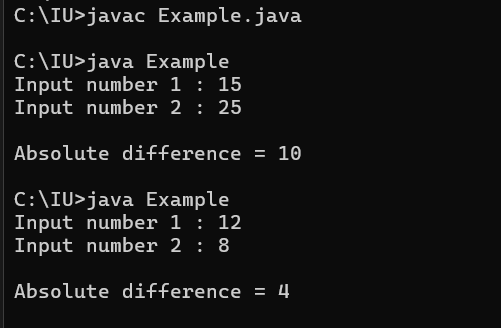 C:\IU>javac Example.java
C:\IU>java Example
Input number 1 : 15
Input number 2 : 25
Absolute difference = 10
C:\IU>java Example
Input number 1 : 12
Input number 2 : 8
Absolute difference = 4